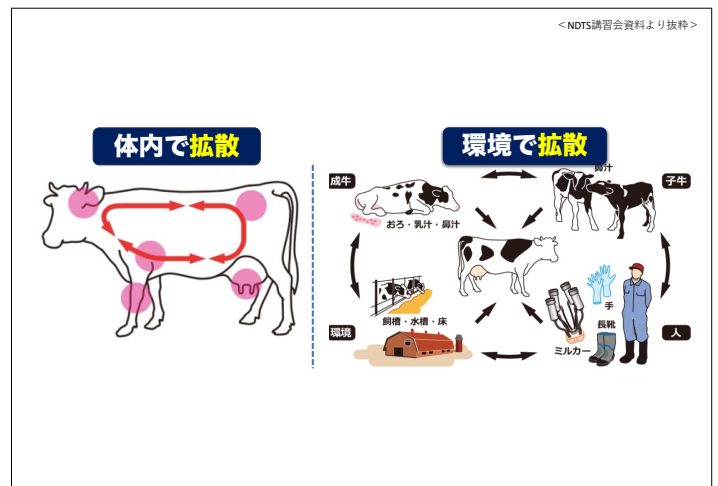 ＜NDTS講習会資料より抜粋＞
体内で拡散
環境で拡散
成牛
鼻汁
子牛
おろ・乳汁・鼻汁
飼槽・水槽・床
手
長靴
環境
ミルカー
人